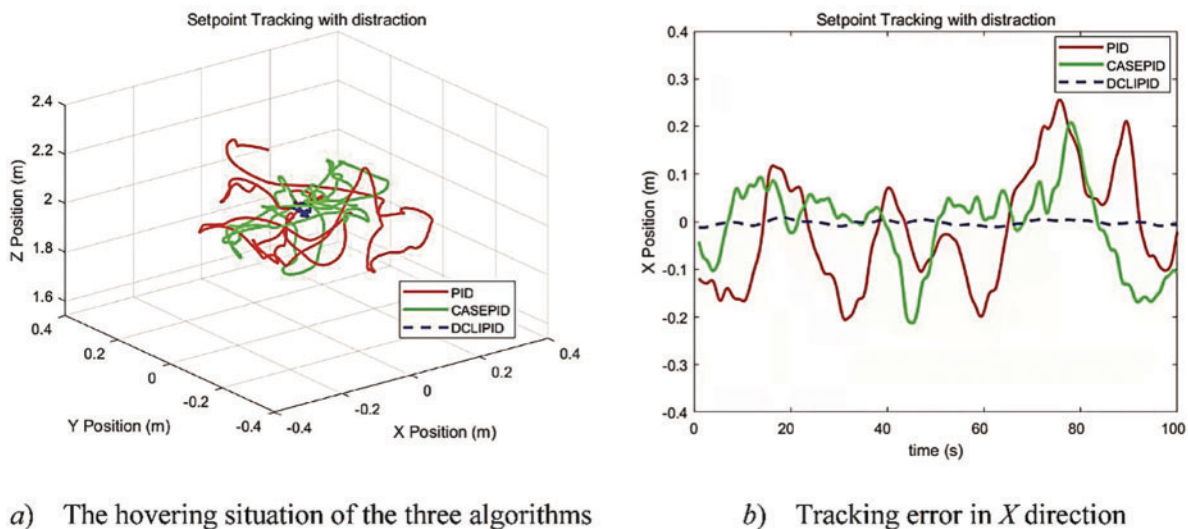 Setpoint Tracking with distraction
2.4
2.2
2
1.8
1.6
Z Position (m)
0.4
0.2
0
-0.2
-0.4
Y Position (m)
-0.4
-0.2
0
0.2
0.4
X Position (m)
PID
CASEPID
DCLIPID
a) The hovering situation of the three algorithms
Setpoint Tracking with distraction
0.4
0.3
0.2
0.1
0
-0.1
-0.2
-0.3
-0.4
X Position (m)
0
20
40
60
80
100
time (s)
PID
CASEPID
DCLIPID
b) Tracking error in X direction